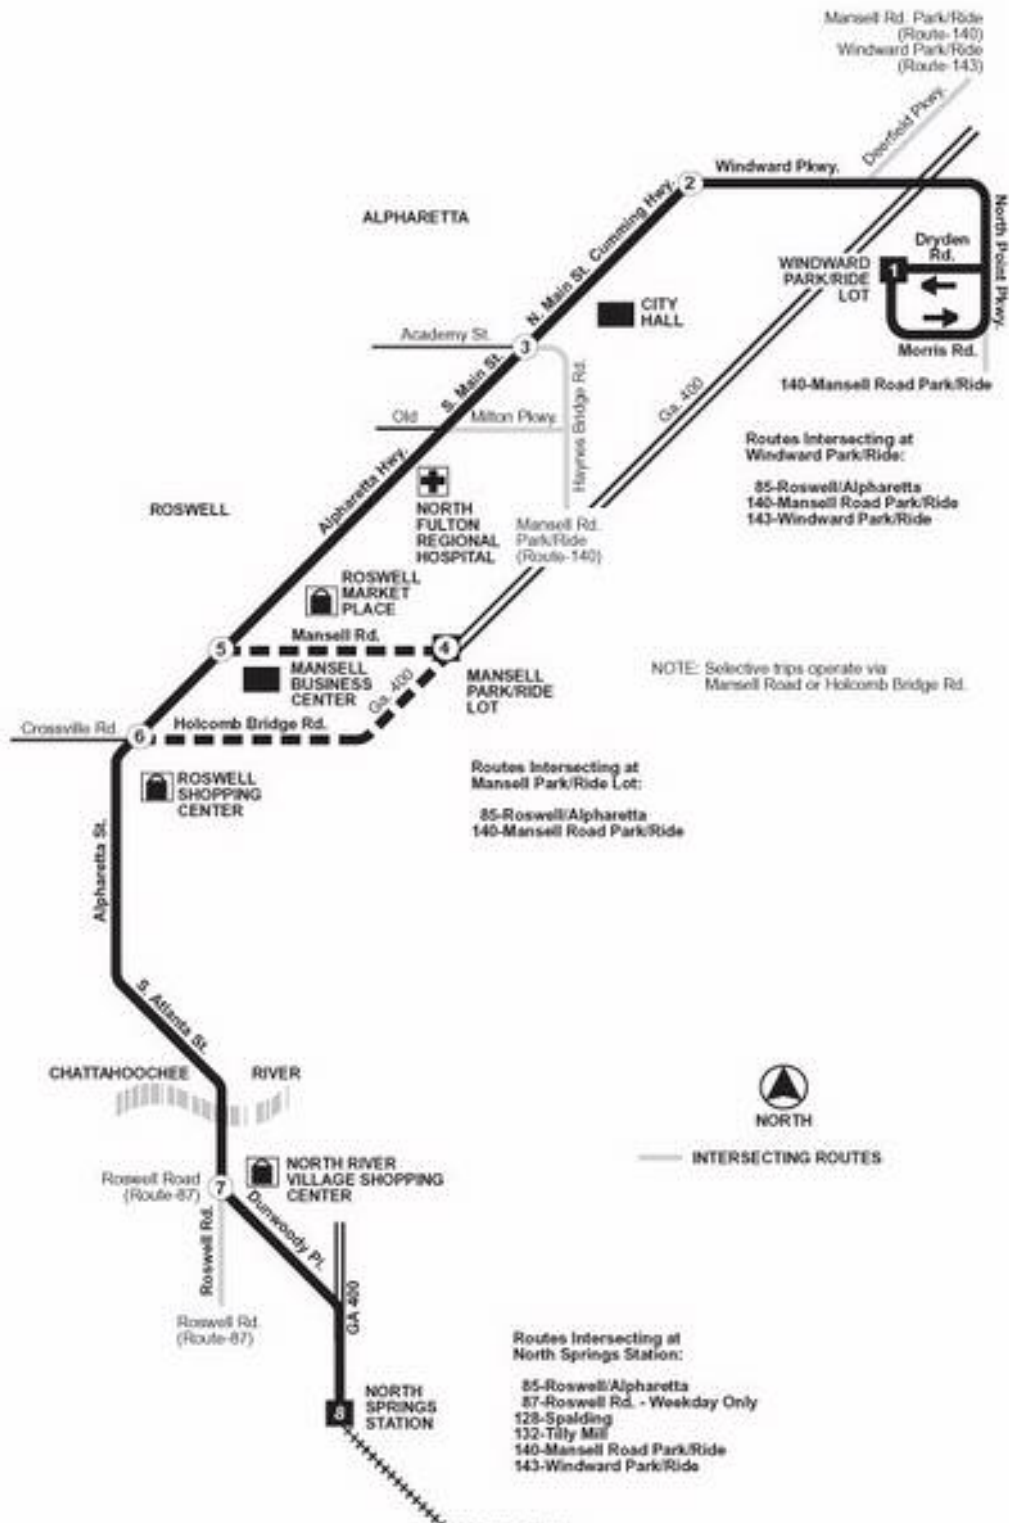 Mansell Rd. Park/Ride
(Route-140)
Windward Park/Ride
(Route-143)
Deerfield Pkwy.
Windward Pkwy.
2
N. Main St. Cumming Hwy.
ALPHARETTA
North Point Pkwy.
Dryden
Rd.
WINDWARD
PARK/RIDE
LOT
1
Morris Rd.
CITY
HALL
Academy St.
3
S. Main St.
Haynes Bridge Rd.
Ga. 400
140-Mansell Road Park/Ride
Old
Milton Pkwy.
Alpharetta Hwy.
Routes Intersecting at
Windward Park/Ride:
85-Roswell/Alpharetta
140-Mansell Road Park/Ride
143-Windward Park/Ride
ROSWELL
NORTH
FULTON
REGIONAL
HOSPITAL
Mansell Rd.
Park/Ride
(Route-140)
ROSWELL
MARKET
PLACE
5
Mansell Rd.
4
MANSELL
BUSINESS
CENTER
Ga. 400
MANSELL
PARK/RIDE
LOT
NOTE: Selective trips operate via
Mansell Road or Holcomb Bridge Rd.
Crossville Rd.
6
Holcomb Bridge Rd.
ROSWELL
SHOPPING
CENTER
Routes Intersecting at
Mansell Park/Ride Lot:
85-Roswell/Alpharetta
140-Mansell Road Park/Ride
Alpharetta St.
S. Atlanta St.
CHATTAHOOCHEE RIVER
NORTH
INTERSECTING ROUTES
Roswell Road
(Route-87)
7
NORTH RIVER
VILLAGE SHOPPING
CENTER
Dunwoody Pl.
Roswell Rd.
GA 400
Roswell Rd.
(Route-87)
8
NORTH
SPRINGS
STATION
Routes Intersecting at
North Springs Station:
85-Roswell/Alpharetta
87-Roswell Rd. - Weekday Only
128-Spalding
132-Tilly Mill
140-Mansell Road Park/Ride
143-Windward Park/Ride